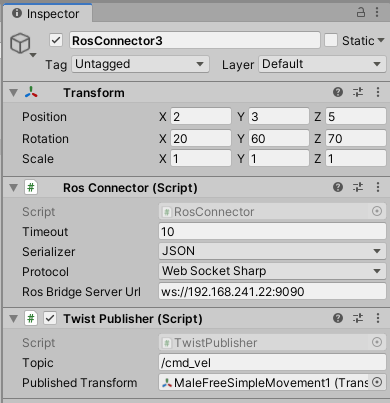 Inspector
RosConnector3 Static
Tag Untagged Layer Default
Transform
Position X 2 Y 3 Z 5
Rotation X 20 Y 60 Z 70
Scale X 1 Y 1 Z 1
# Ros Connector (Script)
Script # RosConnector
Timeout 10
Serializer JSON
Protocol Web Socket Sharp
Ros Bridge Server Url ws://192.168.241.22:9090
# Twist Publisher (Script)
Script # TwistPublisher
Topic /cmd_vel
Published Transform MaleFreeSimpleMovement1 (Trans